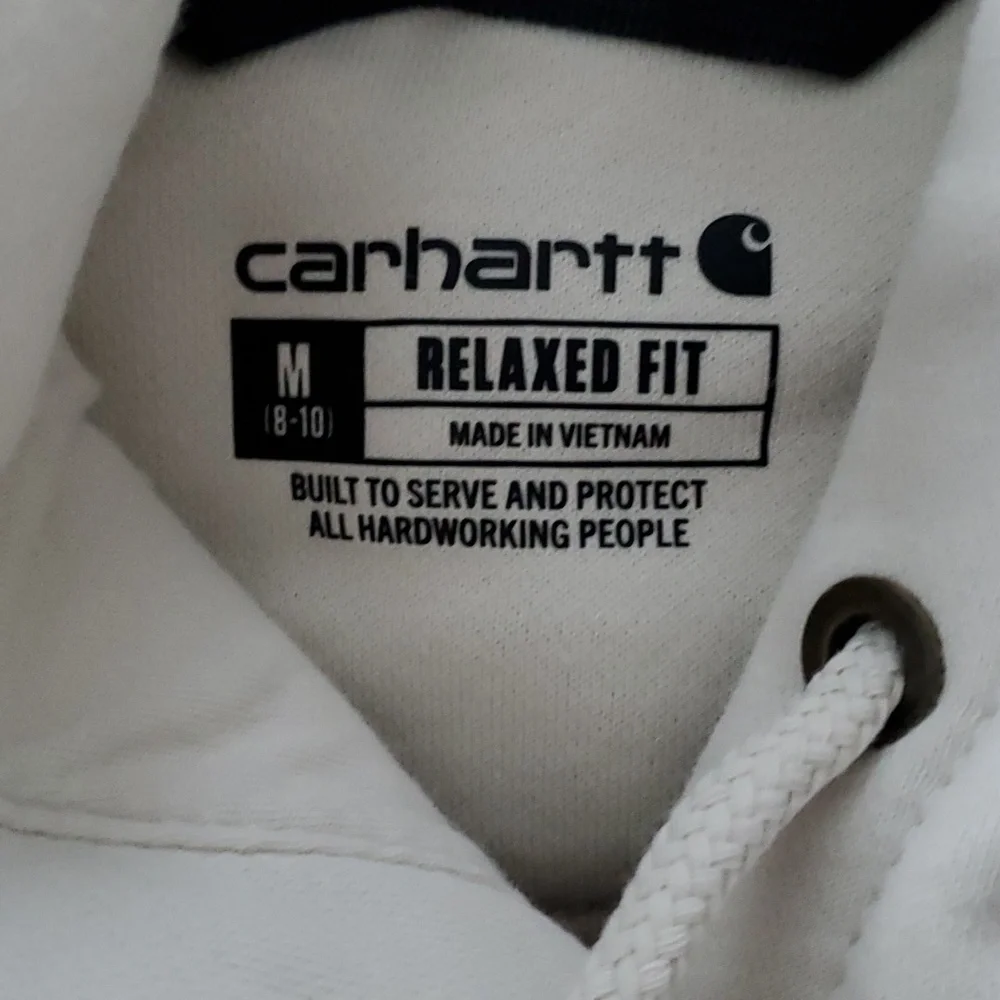 carhartt
M
(8-10)
RELAXED FIT
MADE IN VIETNAM
BUILT TO SERVE AND PROTECT
ALL HARDWORKING PEOPLE